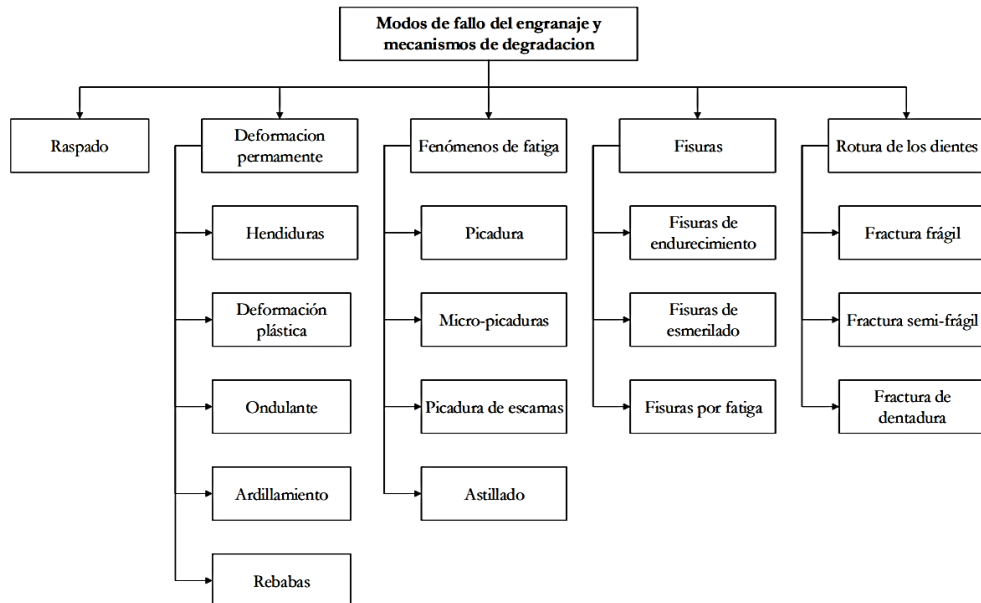 Modos de fallo del engranaje y
mecanismos de degradacion
Raspado
Deformacion
permamente
Fenómenos de fatiga
Fisuras
Rotura de los dientes
Hendiduras
Picadura
Fisuras de
endurecimiento
Fractura frágil
Deformación
plástica
Micro-picaduras
Fisuras
de esmerilado
Fractura semi-frágil
Ondulante
Picadura de escamas
Fisuras por fatiga
Fractura de
dentadura
Ardillamiento
Astillado
Rebabas